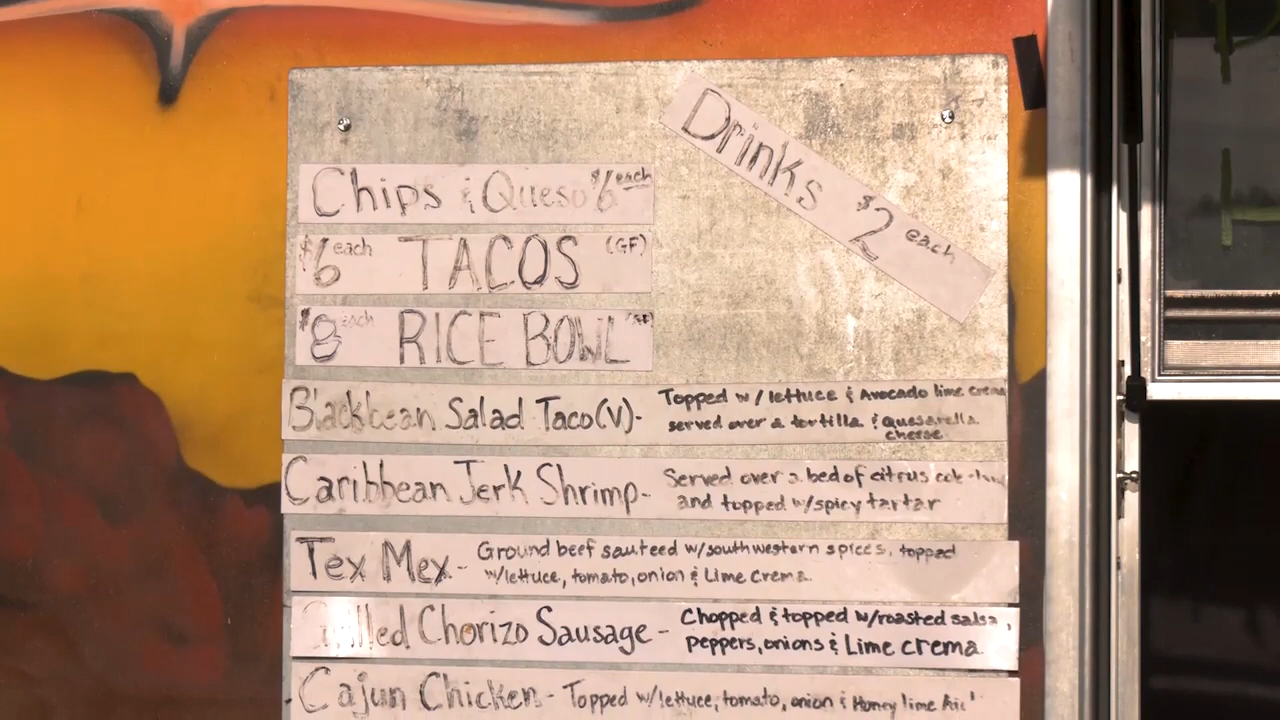 Drinks $2 each
Chips & Queso $6 each
$6 each TACOS (GF)
$8 each RICE BOWL (GF)
Blackbean Salad Taco(V)- Topped w/ lettuce & Avocado lime crema
served over a tortilla & quesarella
cheese
Caribbean Jerk Shrimp- Served over a bed of citrus
and topped w/spicy tartar
Tex Mex- Ground beef sauteed w/southwestern spices, topped
w/lettuce, tomato, onion & Lime Crema
Grilled Chorizo Sausage- Chopped & topped w/roasted salsa,
peppers, onions & Lime crema
Cajun Chicken- Topped w/lettuce, tomato, onion & Honey lime